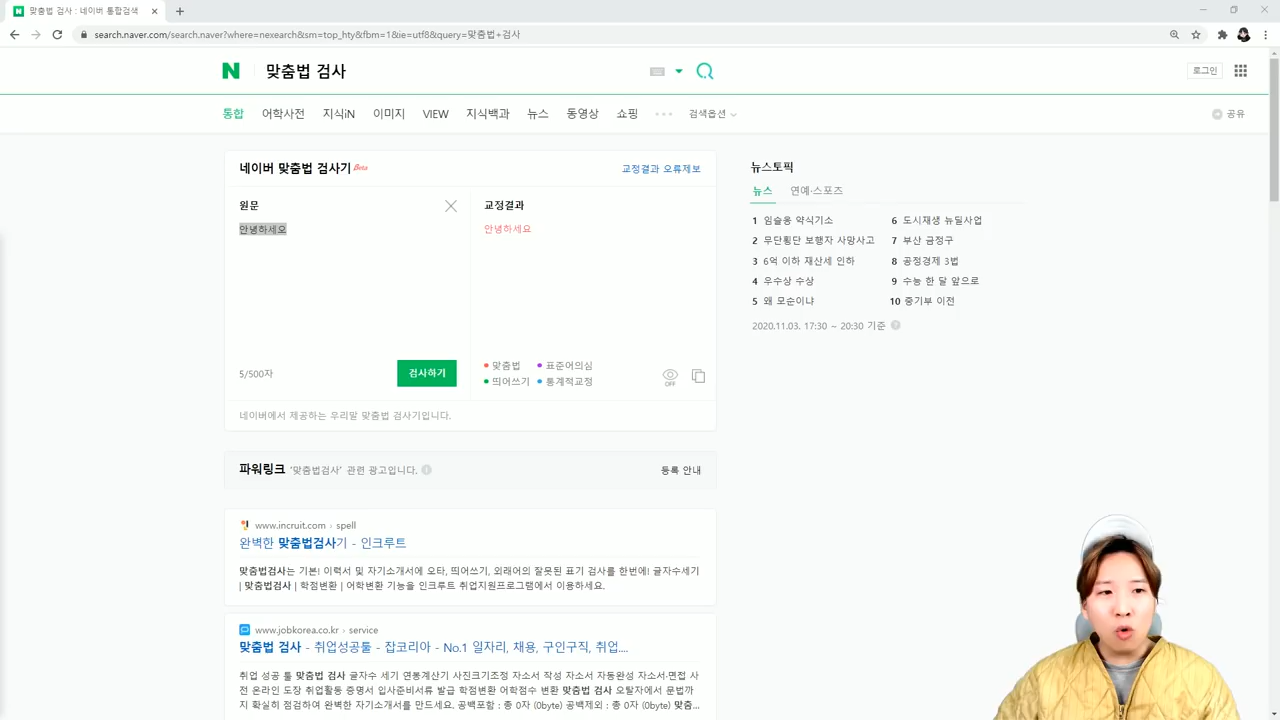 맞춤법 검사 : 네이버 통합검색
search.naver.com/search.naver?where=nexearch&sm=top_hty&fbm=1&ie=utf8&query=맞춤법+검사
N 맞춤법 검사
로그인
통합 어학사전 지식iN 이미지 VIEW 지식백과 뉴스 동영상 쇼핑 검색옵션
공유
네이버 맞춤법 검사기 Beta
교정결과 오류제보
원문
안녕하세오
5/500자
검사하기
교정결과
안녕하세요
맞춤법 표준어의심
띄어쓰기 통계적교정
OFF
네이버에서 제공하는 우리말 맞춤법 검사기입니다.
파워링크 '맞춤법검사' 관련 광고입니다.
등록 안내
www.incruit.com › spell
완벽한 맞춤법검사기 - 인크루트
맞춤법검사는 기본! 이력서 및 자기소개서에 오타, 띄어쓰기, 외래어의 잘못된 표기 검사를 한번에! 글자수세기
| 맞춤법검사 | 학점변환 | 어학변환 기능을 인크루트 취업지원프로그램에서 이용하세요.
www.jobkorea.co.kr › service
맞춤법 검사 - 취업성공툴 - 잡코리아 - No.1 일자리, 채용, 구인구직, 취업....
취업 성공 툴 맞춤법 검사 글자수 세기 연봉계산기 사진크기조정 자소서 작성 자소서 자동완성 자소서·면접 사
전 온라인 도장 취업활동 증명서 입사준비서류 발급 학점변환 어학점수 변환 맞춤법 검사 오탈자에서 문법까
지 확실히 점검하여 완벽한 자기소개서를 만드세요. 공백포함 : 총 0자 (0byte) 공백제외 : 총 0자 (0byte) 맞춤...
뉴스토픽
뉴스 연예·스포츠
1 임슬옹 약식기소
2 무단횡단 보행자 사망사고
3 6억 이하 재산세 인하
4 우수상 수상
5 왜 모순이냐
6 도시재생 뉴딜사업
7 부산 금정구
8 공정경제 3법
9 수능 한 달 앞으로
10 중기부 이전
2020.11.03. 17:30 ~ 20:30 기준